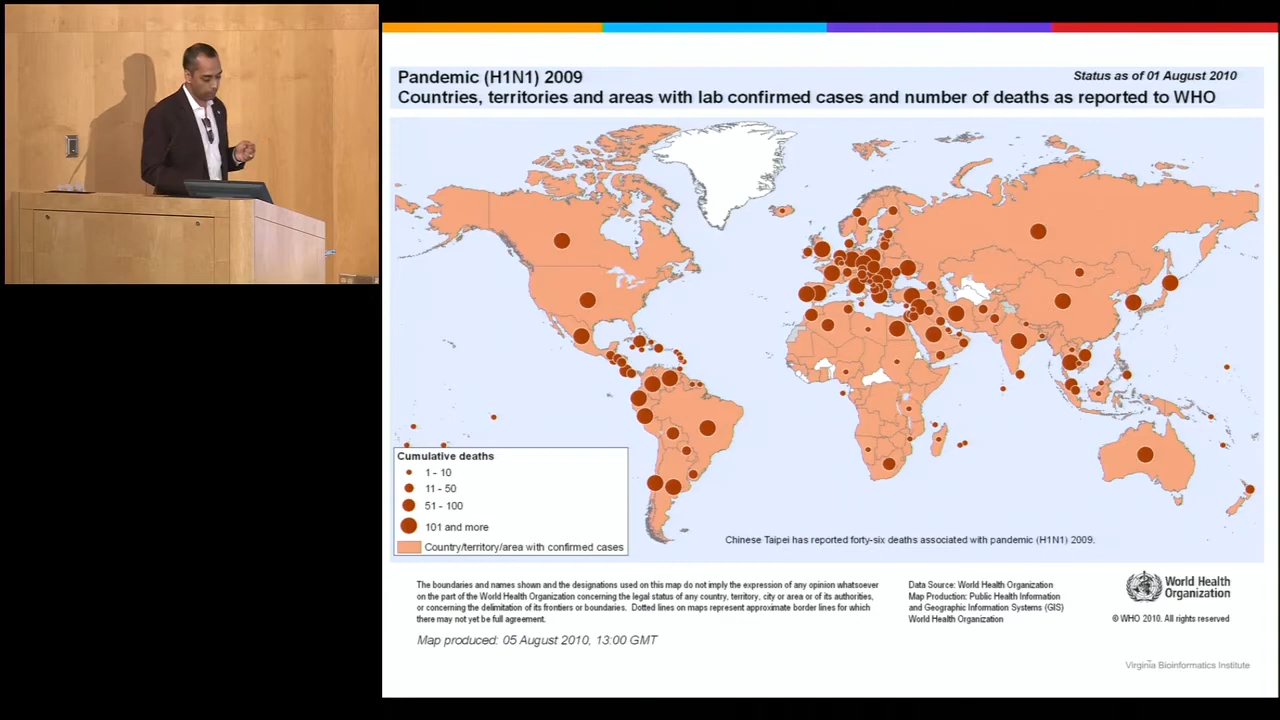 Pandemic (H1N1) 2009
Status as of 01 August 2010
Countries, territories and areas with lab confirmed cases and number of deaths as reported to WHO
Cumulative deaths
1 - 10
11 - 50
51 - 100
101 and more
Country/territory/area with confirmed cases
Chinese Taipei has reported forty-six deaths associated with pandemic (H1N1) 2009.
The boundaries and names shown and the designations used on this map do not imply the expression of any opinion whatsoever
on the part of the World Health Organization concerning the legal status of any country, territory, city or area or of its authorities,
or concerning the delimitation of its frontiers or boundaries. Dotted lines on maps represent approximate border lines for which
there may not yet be full agreement.
Map produced: 05 August 2010, 13:00 GMT
Data Source: World Health Organization
Map Production: Public Health Information
and Geographic Information Systems (GIS)
World Health Organization
World Health
Organization
© WHO 2010. All rights reserved
Virginia Bioinformatics Institute